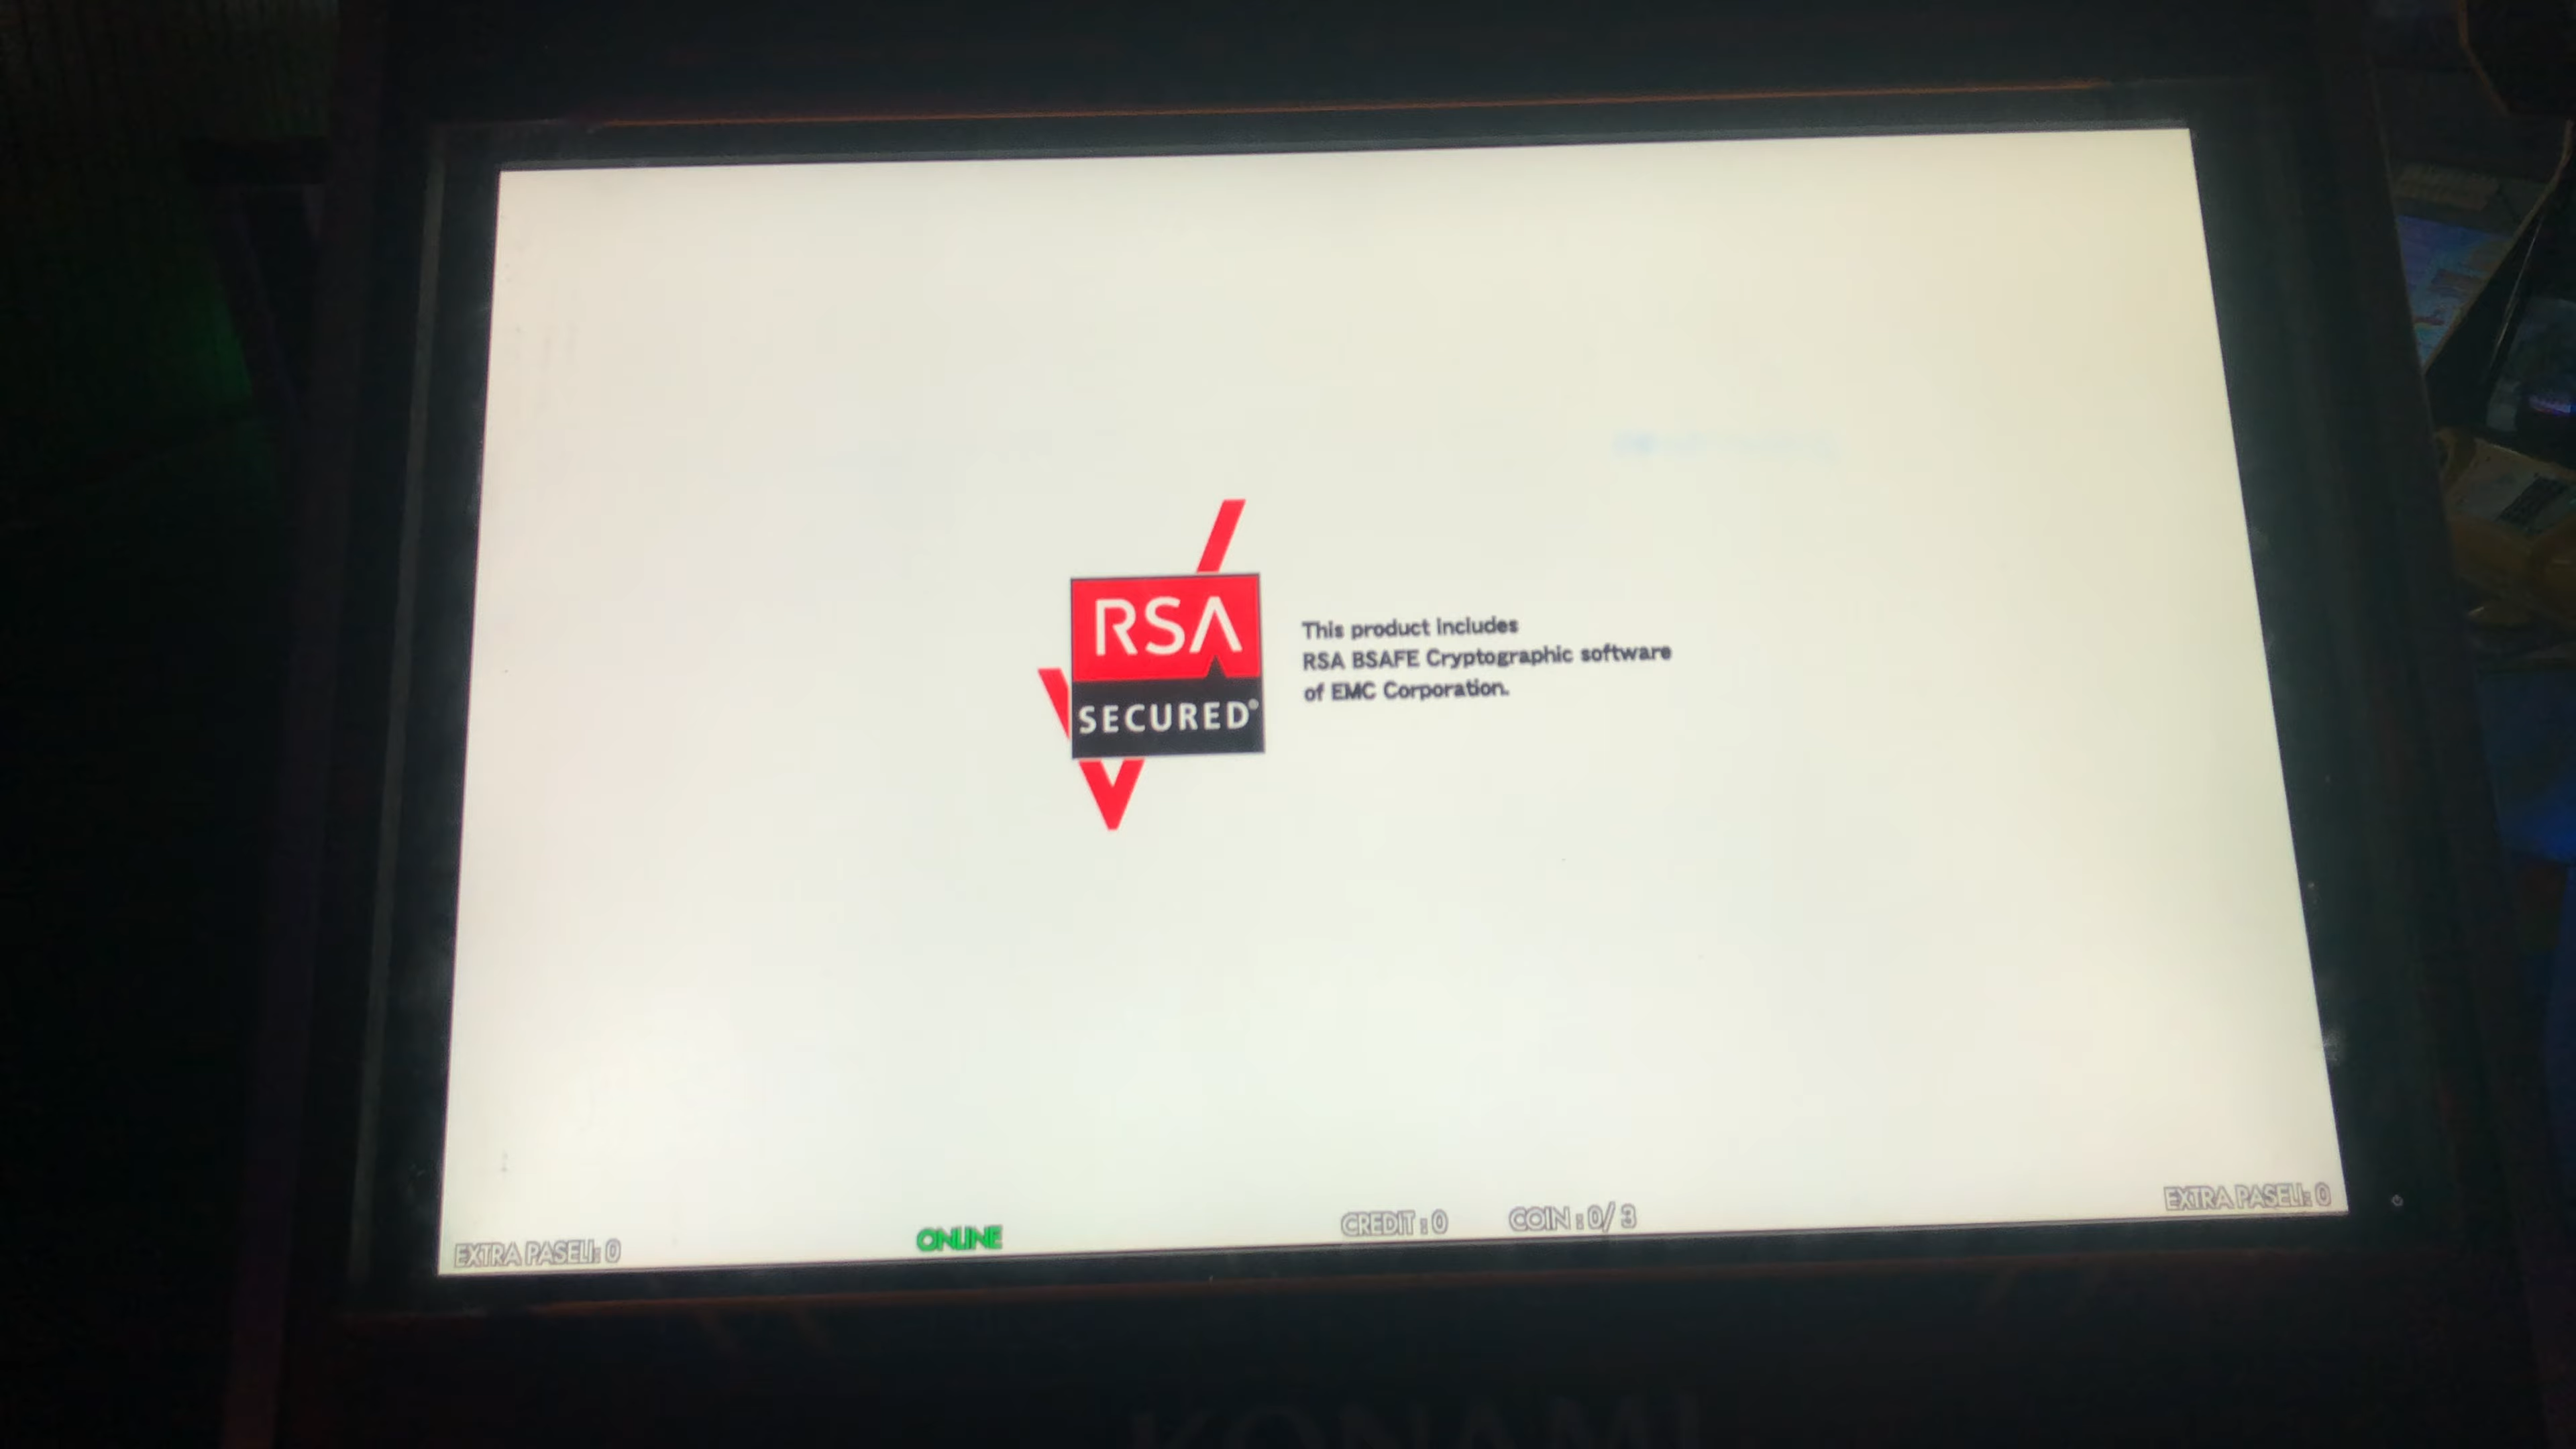 RSA
SECURED®
This product includes
RSA BSAFE Cryptographic software
of EMC Corporation.
EXTRA PASELI: 0
ONLINE
CREDIT : 0
COIN : 0/ 3
EXTRA PASELI: 0
KONAMI